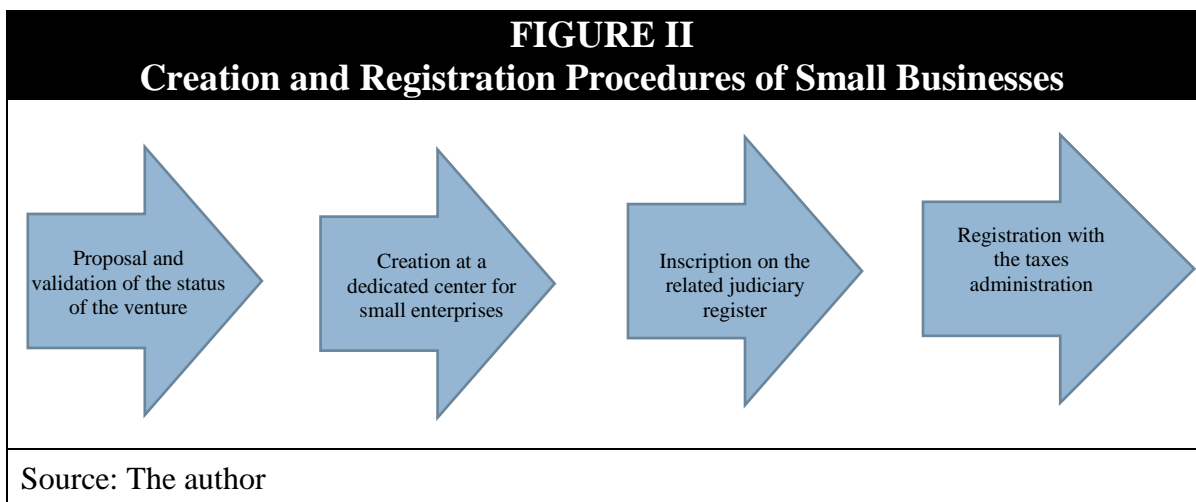 FIGURE II
Creation and Registration Procedures of Small Businesses
Proposal and
validation of the status
of the venture
Creation at a
dedicated center for
small enterprises
Inscription on the
related judiciary
register
Registration with
the taxes
administration
Source: The author